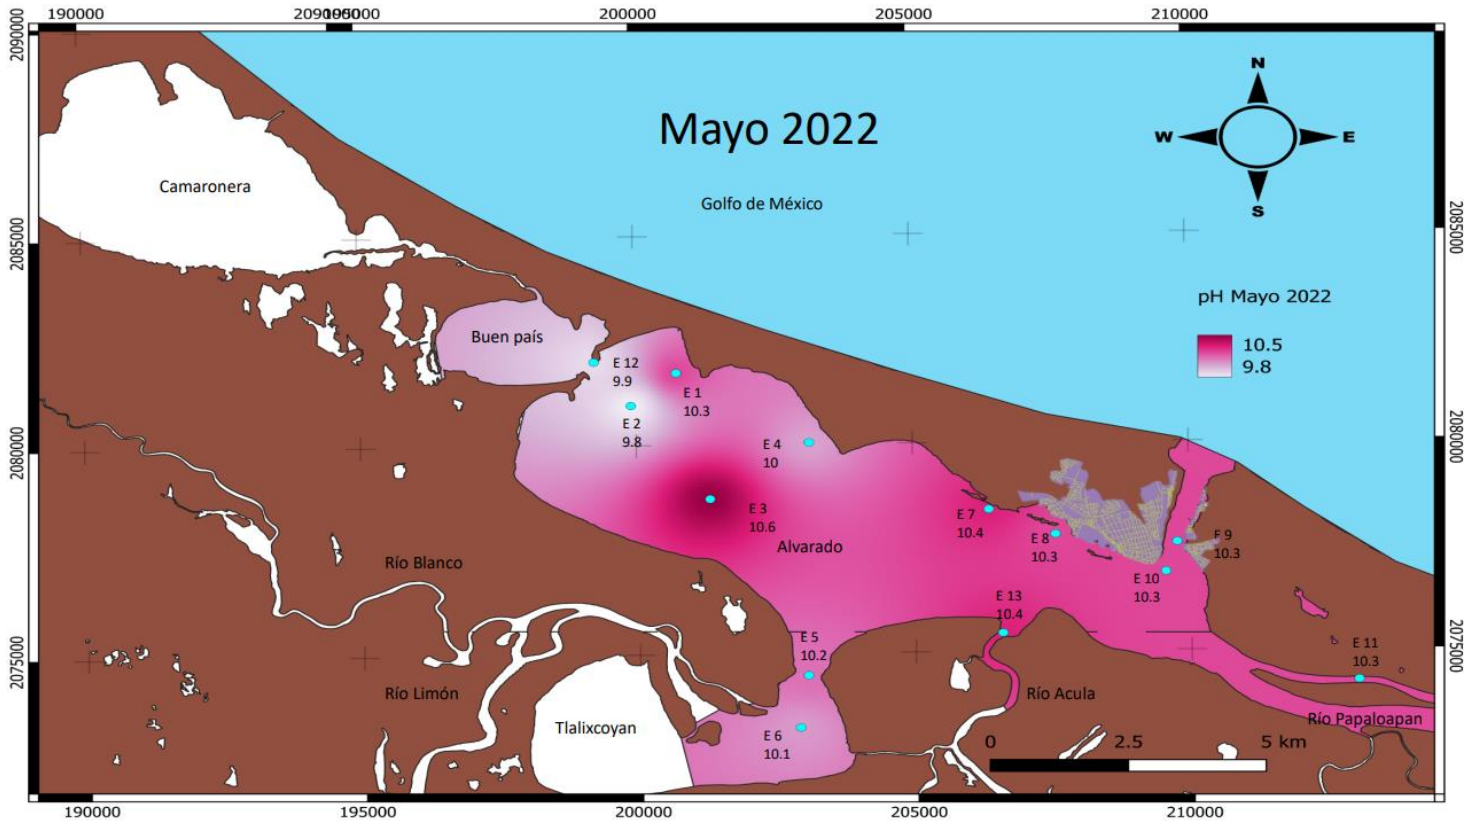 190000
2090000
195000
200000
205000
210000
2090000
2085000
2080000
2075000
Mayo 2022
N
W
E
S
Camaronera
Golfo de México
2085000
2080000
2075000
pH Mayo 2022
10.5
9.8
Buen país
E 12
9.9
E 1
10.3
E 2
9.8
E 4
10
E 3
10.6
Alvarado
E 7
10.4
E 8
10.3
E 9
10.3
E 10
10.3
E 13
10.4
Río Blanco
E 5
10.2
E 11
10.3
Río Limón
Río Acula
Río Papaloapan
Tlalixcoyan
E 6
10.1
0
2.5
5 km
190000
195000
200000
205000
210000